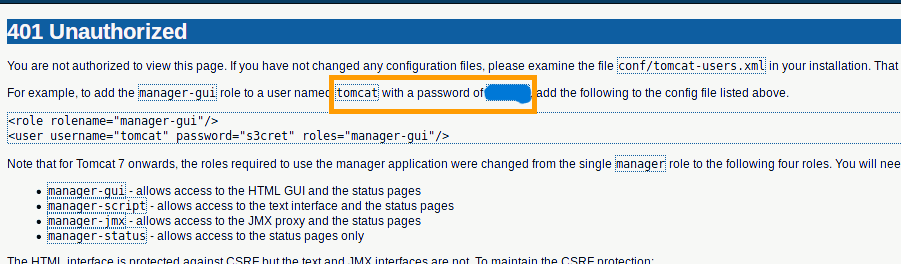 401 Unauthorized
You are not authorized to view this page. If you have not changed any configuration files, please examine the file conf/tomcat-users.xml in your installation. That
For example, to add the manager-gui role to a user named tomcat with a password of add the following to the config file listed above.
<role rolename="manager-gui"/>
<user username="tomcat" password="s3cret" roles="manager-gui"/>
Note that for Tomcat 7 onwards, the roles required to use the manager application were changed from the single manager role to the following four roles. You will nee
• manager-gui - allows access to the HTML GUI and the status pages
• manager-script - allows access to the text interface and the status pages
• manager-jmx - allows access to the JMX proxy and the status pages
• manager-status - allows access to the status pages only
The HTML interface is protected against CSRF but the text and JMX interfaces are not. To maintain the CSRF protection: